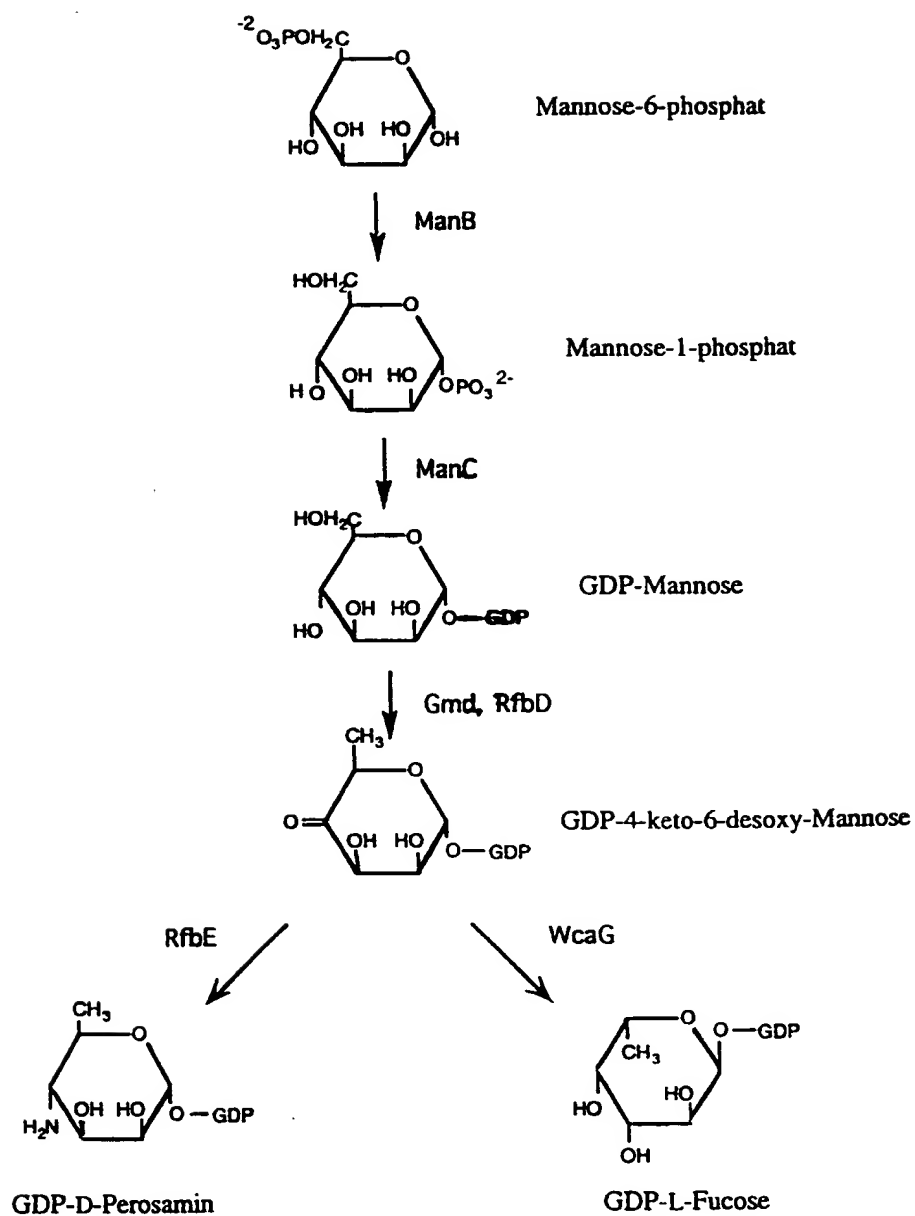 -2O3POH2C
O
OH HO
HO OH
Mannose-6-phosphat
ManB
HOH2C
O
OH HO
H O OPO3 2-
Mannose-1-phosphat
ManC
HOH2C
O
OH HO
HO O—GDP
GDP-Mannose
Gmd, RfbD
CH3
O
O=
OH HO
O—GDP
GDP-4-keto-6-desoxy-Mannose
RfbE
WcaG
CH3
O
OH HO
H2N O—GDP
GDP-D-Perosamin
O
O—GDP
CH3
HO
HO
OH
GDP-L-Fucose